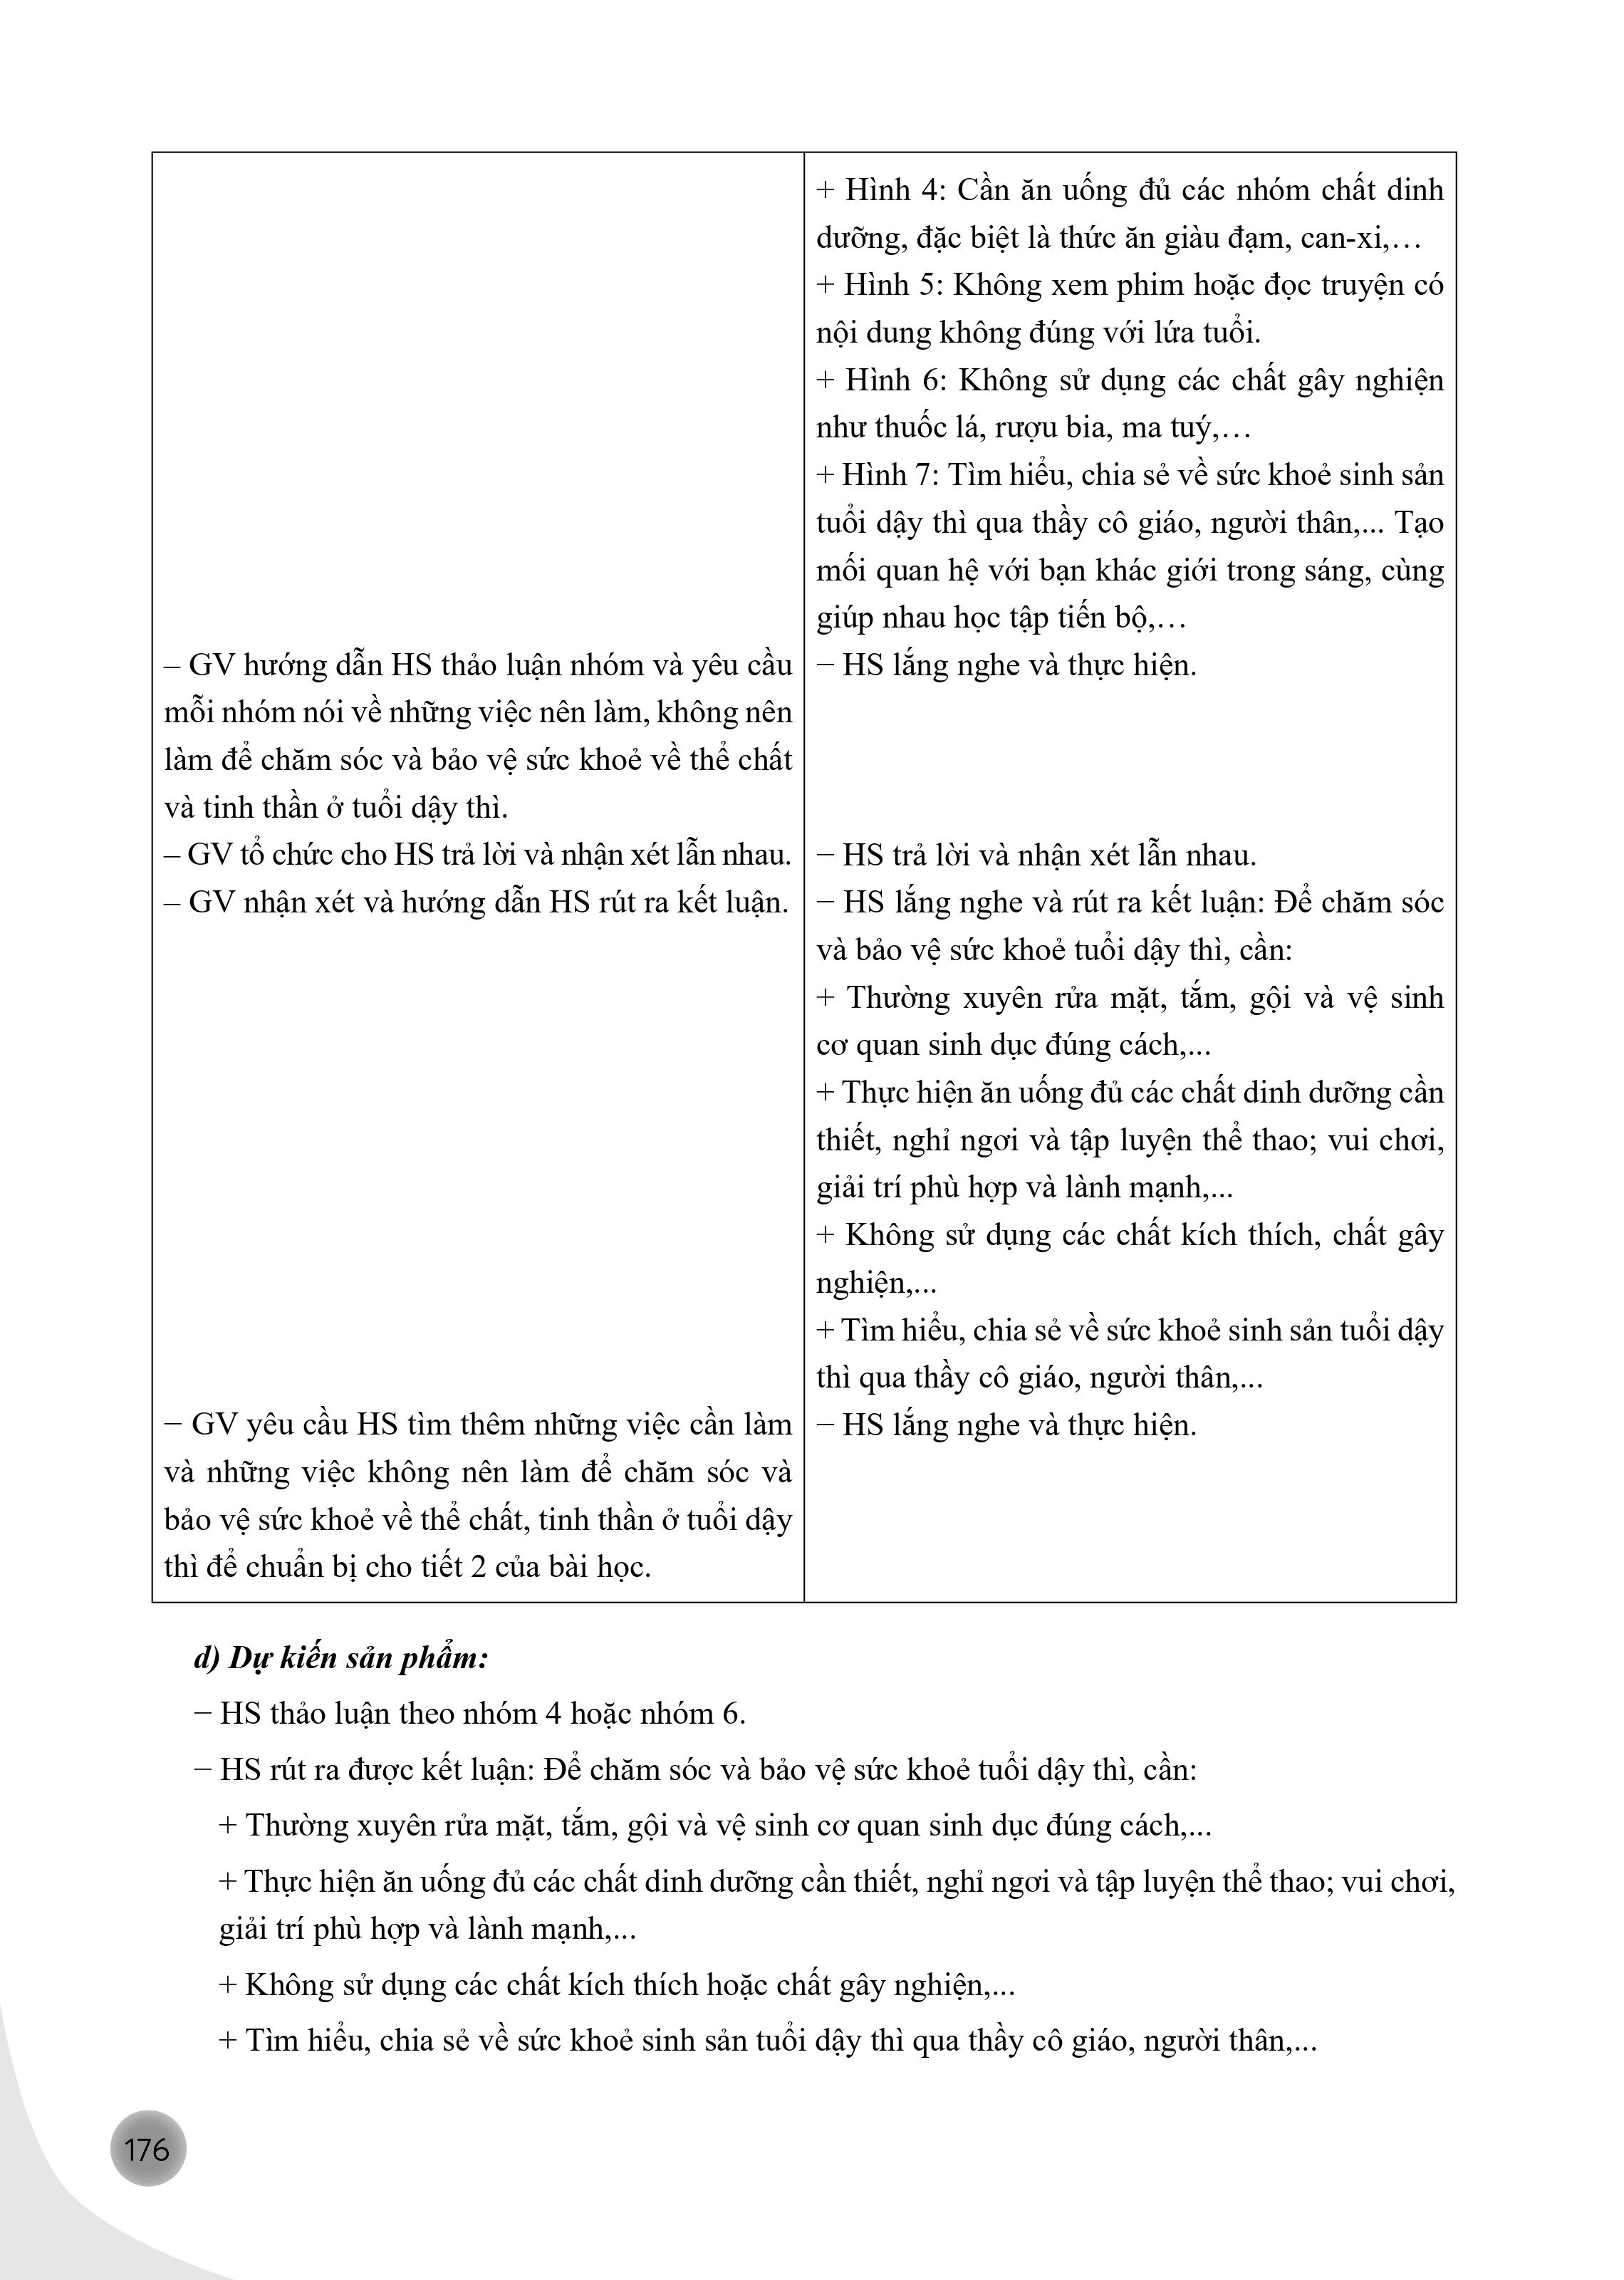 + Hình 4: Cần ăn uống đủ các nhóm chất dinh
dưỡng, đặc biệt là thức ăn giàu đạm, can-xi,…
+ Hình 5: Không xem phim hoặc đọc truyện có
nội dung không đúng với lứa tuổi.
+ Hình 6: Không sử dụng các chất gây nghiện
như thuốc lá, rượu bia, ma tuý,…
+ Hình 7: Tìm hiểu, chia sẻ về sức khoẻ sinh sản
tuổi dậy thì qua thầy cô giáo, người thân,... Tạo
mối quan hệ với bạn khác giới trong sáng, cùng
giúp nhau học tập tiến bộ,…
– GV hướng dẫn HS thảo luận nhóm và yêu cầu
mỗi nhóm nói về những việc nên làm, không nên
làm để chăm sóc và bảo vệ sức khoẻ về thể chất
và tinh thần ở tuổi dậy thì.
− HS lắng nghe và thực hiện.
– GV tổ chức cho HS trả lời và nhận xét lẫn nhau.
− HS trả lời và nhận xét lẫn nhau.
– GV nhận xét và hướng dẫn HS rút ra kết luận.
− HS lắng nghe và rút ra kết luận: Để chăm sóc
và bảo vệ sức khoẻ tuổi dậy thì, cần:
+ Thường xuyên rửa mặt, tắm, gội và vệ sinh
cơ quan sinh dục đúng cách,...
+ Thực hiện ăn uống đủ các chất dinh dưỡng cần
thiết, nghỉ ngơi và tập luyện thể thao; vui chơi,
giải trí phù hợp và lành mạnh,...
+ Không sử dụng các chất kích thích, chất gây
nghiện,...
+ Tìm hiểu, chia sẻ về sức khoẻ sinh sản tuổi dậy
thì qua thầy cô giáo, người thân,...
− GV yêu cầu HS tìm thêm những việc cần làm
và những việc không nên làm để chăm sóc và
bảo vệ sức khoẻ về thể chất, tinh thần ở tuổi dậy
thì để chuẩn bị cho tiết 2 của bài học.
− HS lắng nghe và thực hiện.
d) Dự kiến sản phẩm:
− HS thảo luận theo nhóm 4 hoặc nhóm 6.
− HS rút ra được kết luận: Để chăm sóc và bảo vệ sức khoẻ tuổi dậy thì, cần:
+ Thường xuyên rửa mặt, tắm, gội và vệ sinh cơ quan sinh dục đúng cách,...
+ Thực hiện ăn uống đủ các chất dinh dưỡng cần thiết, nghỉ ngơi và tập luyện thể thao; vui chơi,
giải trí phù hợp và lành mạnh,...
+ Không sử dụng các chất kích thích hoặc chất gây nghiện,...
+ Tìm hiểu, chia sẻ về sức khoẻ sinh sản tuổi dậy thì qua thầy cô giáo, người thân,...
176